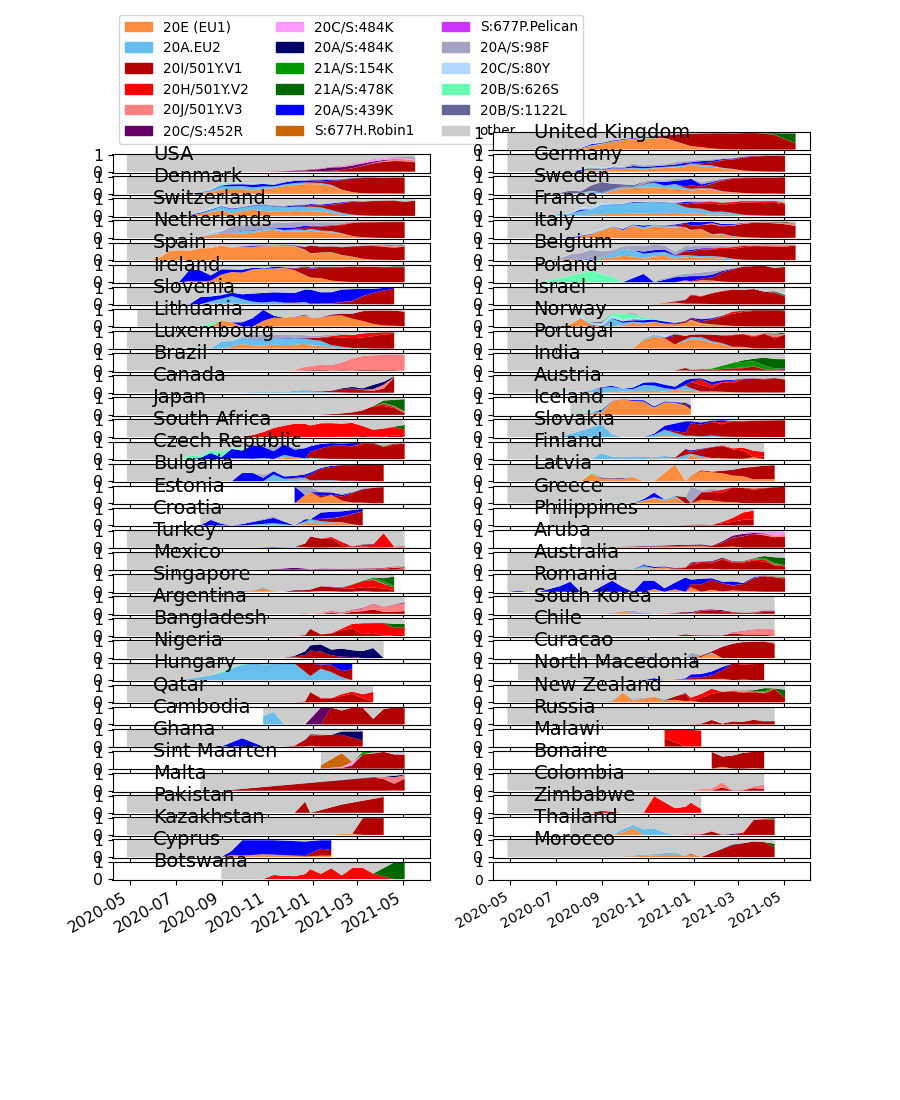 20E (EU1) 20C/S:484K S:677P.Pelican
20A.EU2 20A/S:484K 20A/S:98F
20I/501Y.V1 21A/S:154K 20C/S:80Y
20H/501Y.V2 21A/S:478K 20B/S:626S
20J/501Y.V3 20A/S:439K 20B/S:1122L
20C/S:452R S:677H.Robin1 other
United Kingdom
USA
Germany
Denmark
Sweden
Switzerland
France
Netherlands
Italy
Spain
Belgium
Ireland
Poland
Slovenia
Israel
Lithuania
Norway
Luxembourg
Portugal
Brazil
India
Canada
Austria
Japan
Iceland
South Africa
Slovakia
Czech Republic
Finland
Bulgaria
Latvia
Estonia
Greece
Croatia
Philippines
Turkey
Aruba
Mexico
Australia
Singapore
Romania
Argentina
South Korea
Bangladesh
Chile
Nigeria
Curacao
Hungary
North Macedonia
Qatar
New Zealand
Cambodia
Russia
Ghana
Malawi
Sint Maarten
Bonaire
Malta
Colombia
Pakistan
Zimbabwe
Kazakhstan
Thailand
Cyprus
Morocco
Botswana
1
0
2020-05 2020-07 2020-09 2020-11 2021-01 2021-03 2021-05
2020-05 2020-07 2020-09 2020-11 2021-01 2021-03 2021-05